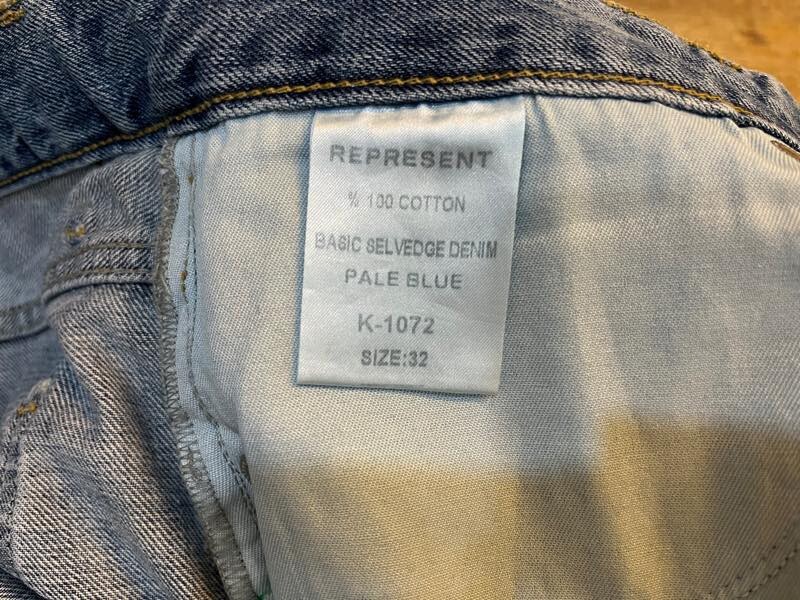 REPRESENT
% 100 COTTON
BASIC SELVEDGE DENIM
PALE BLUE
K-1072
SIZE:32